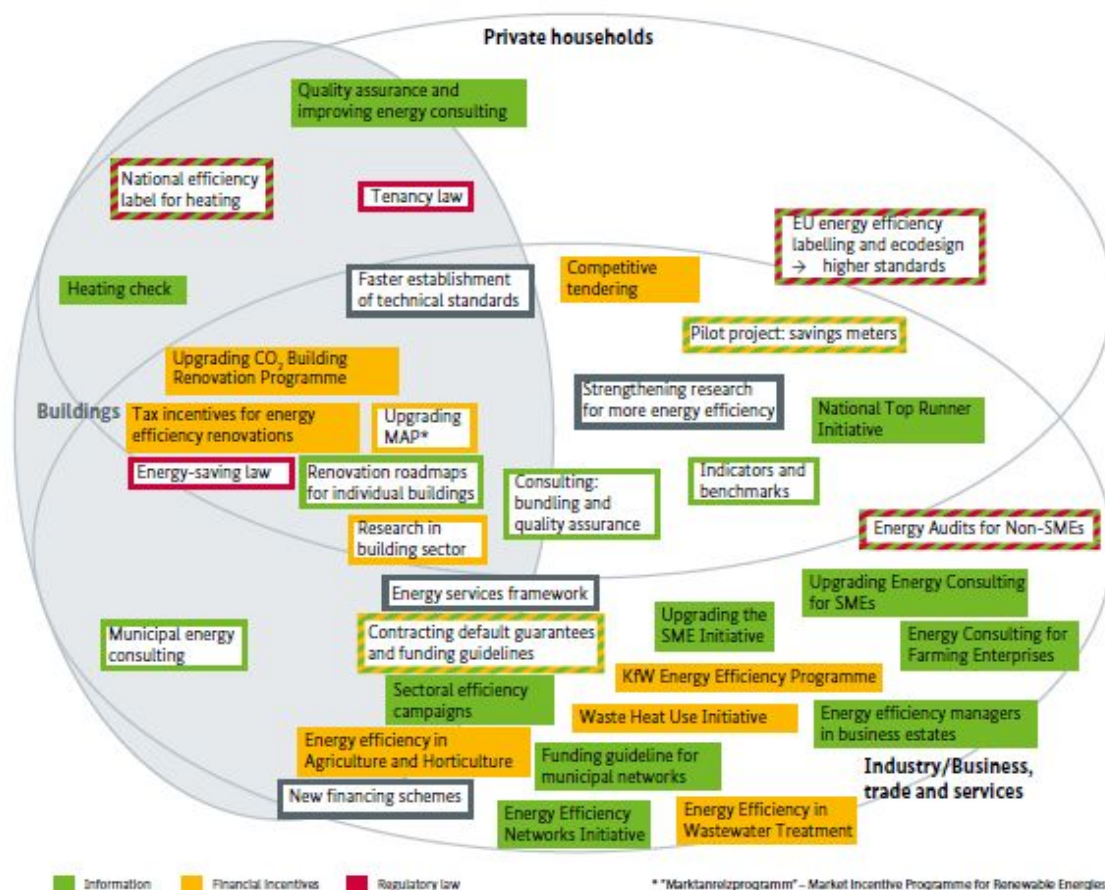 Private households
Quality assurance and
improving energy consulting
National efficiency
label for heating
Tenancy law
EU energy efficiency
labelling and ecodesign
→ higher standards
Heating check
Faster establishment
of technical standards
Competitive
tendering
Pilot project: savings meters
Upgrading CO₂ Building
Renovation Programme
Strengthening research
for more energy efficiency
National Top Runner
Initiative
Buildings
Tax incentives for energy
efficiency renovations
Upgrading
MAP*
Energy-saving law
Renovation roadmaps
for individual buildings
Consulting:
bundling and
quality assurance
Indicators and
benchmarks
Research in
building sector
Energy Audits for Non-SMEs
Energy services framework
Upgrading Energy Consulting
for SMEs
Municipal energy
consulting
Contracting default guarantees
and funding guidelines
Upgrading the
SME Initiative
Energy Consulting for
Farming Enterprises
KfW Energy Efficiency Programme
Sectoral efficiency
campaigns
Waste Heat Use Initiative
Energy efficiency managers
in business estates
Energy efficiency in
Agriculture and Horticulture
Funding guideline for
municipal networks
Industry/Business,
trade and services
New financing schemes
Energy Efficiency
Networks Initiative
Energy Efficiency in
Wastewater Treatment
Information
Financial Incentives
Regulatory law
* "Marktanreizprogramm" – Market Incentive Programme for Renewable Energies